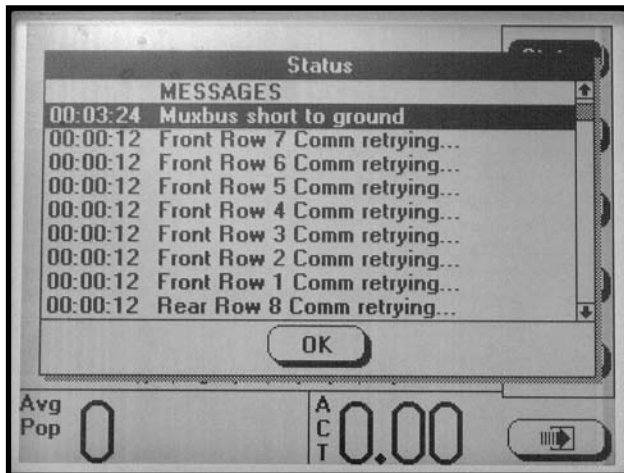 Status
MESSAGES
00:03:24 Muxbus short to ground
00:00:12 Front Row 7 Comm retrying...
00:00:12 Front Row 6 Comm retrying...
00:00:12 Front Row 5 Comm retrying...
00:00:12 Front Row 4 Comm retrying...
00:00:12 Front Row 3 Comm retrying...
00:00:12 Front Row 2 Comm retrying...
00:00:12 Front Row 1 Comm retrying...
00:00:12 Rear Row 8 Comm retrying...
OK
Avg Pop 0
ACT 0.00